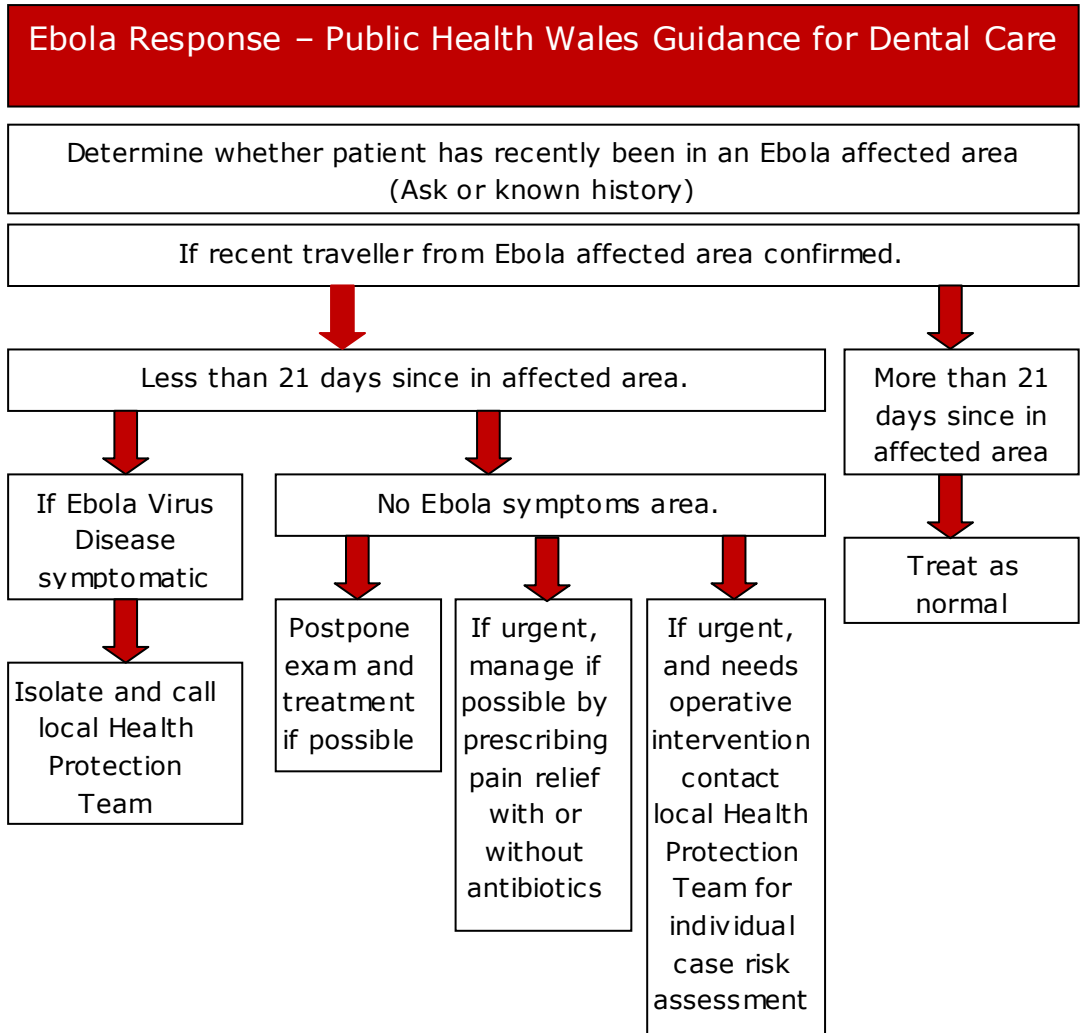 Ebola Response – Public Health Wales Guidance for Dental Care
Determine whether patient has recently been in an Ebola affected area
(Ask or known history)
If recent traveller from Ebola affected area confirmed.
Less than 21 days since in affected area.
More than 21
days since in
affected area
If Ebola Virus
Disease
symptomatic
No Ebola symptoms area.
Treat as
normal
Isolate and call
local Health
Protection
Team
Postpone
exam and
treatment
if possible
If urgent,
manage if
possible by
prescribing
pain relief
with or
without
antibiotics
If urgent,
and needs
operative
intervention
contact
local Health
Protection
Team for
individual
case risk
assessment